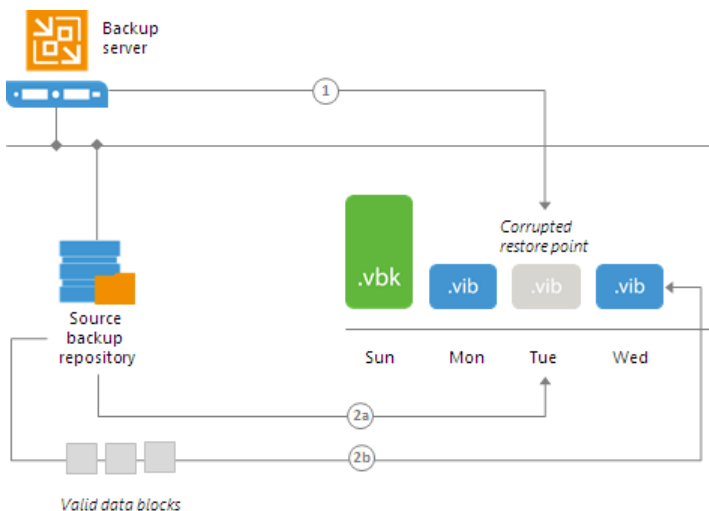 Backup
server
1
Corrupted
restore point
.vbk
.vib
.vib
.vib
Source
backup
repository
Sun
Mon
Tue
Wed
2a
2b
Valid data blocks